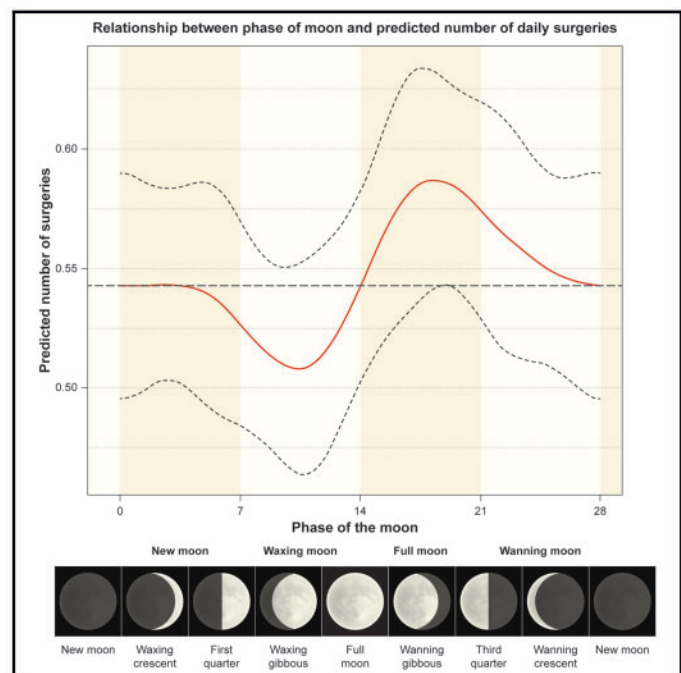 Relationship between phase of moon and predicted number of daily surgeries
Predicted number of surgeries
0.60
0.55
0.50
0 7 14 21 28
Phase of the moon
New moon Waxing moon Full moon Wanning moon
New moon Waxing crescent First quarter Waxing gibbous Full moon Wanning gibbous Third quarter Wanning crescent New moon